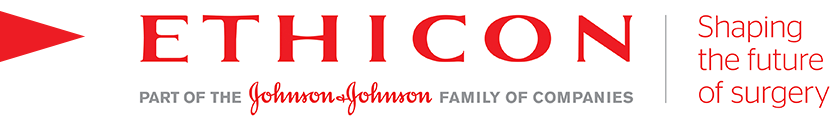 ETHICON
PART OF THE Johnson & Johnson FAMILY OF COMPANIES
Shaping
the future
of surgery